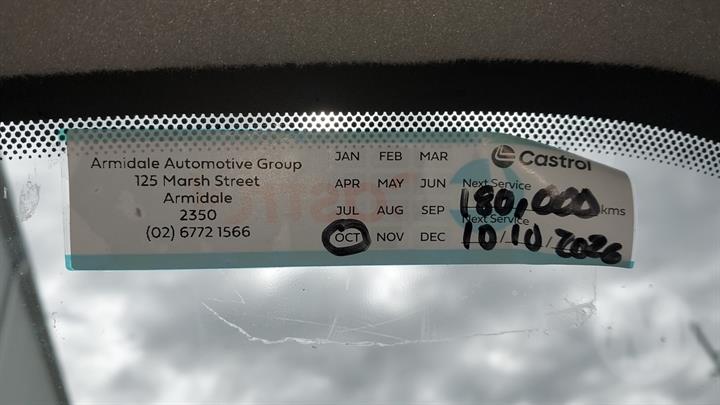 Armidale Automotive Group
125 Marsh Street
Armidale
2350
(02) 6772 1566
JAN FEB MAR
APR MAY JUN
JUL AUG SEP
OCT NOV DEC
Castrol
Next Service
180,000 kms
Next Service
10/10/2026